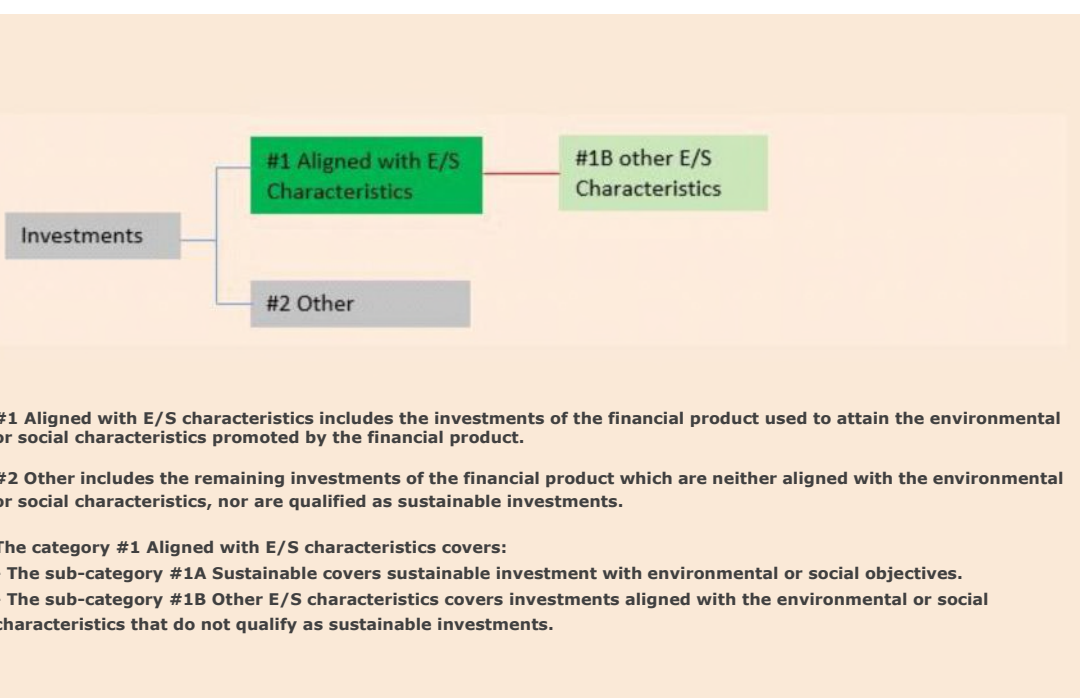 #1 Aligned with E/S
Characteristics
#1B other E/S
Characteristics
Investments
#2 Other
#1 Aligned with E/S characteristics includes the investments of the financial product used to attain the environmental
or social characteristics promoted by the financial product.
#2 Other includes the remaining investments of the financial product which are neither aligned with the environmental
or social characteristics, nor are qualified as sustainable investments.
The category #1 Aligned with E/S characteristics covers:
- The sub-category #1A Sustainable covers sustainable investment with environmental or social objectives.
- The sub-category #1B Other E/S characteristics covers investments aligned with the environmental or social
characteristics that do not qualify as sustainable investments.